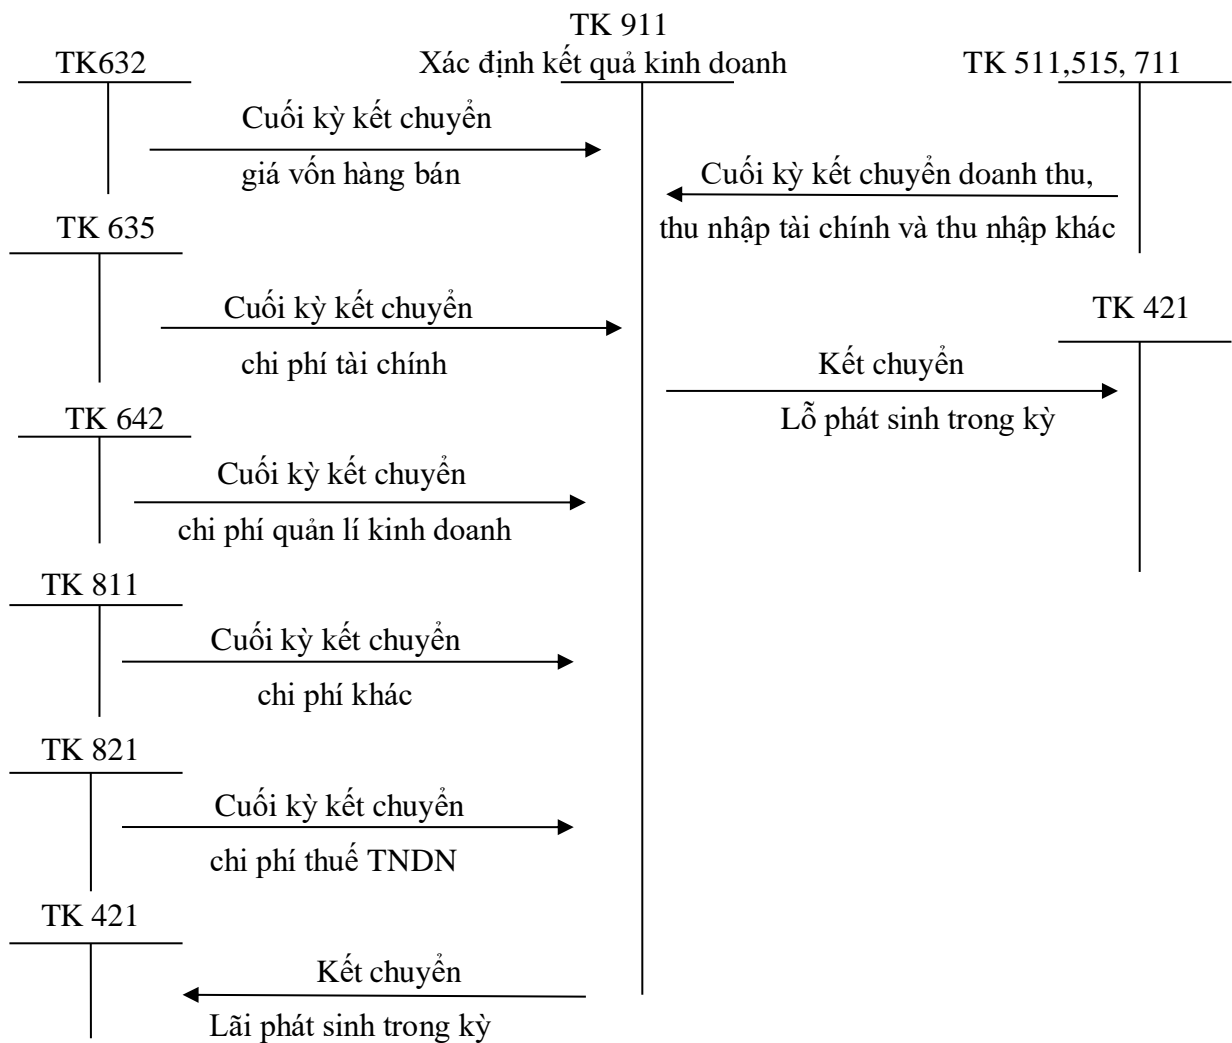 TK 911
TK632
Xác định kết quả kinh doanh
TK 511,515, 711
Cuối kỳ kết chuyển
giá vốn hàng bán
Cuối kỳ kết chuyển doanh thu,
thu nhập tài chính và thu nhập khác
TK 635
Cuối kỳ kết chuyển
chi phí tài chính
TK 421
Kết chuyển
Lỗ phát sinh trong kỳ
TK 642
Cuối kỳ kết chuyển
chi phí quản lí kinh doanh
TK 811
Cuối kỳ kết chuyển
chi phí khác
TK 821
Cuối kỳ kết chuyển
chi phí thuế TNDN
TK 421
Kết chuyển
Lãi phát sinh trong kỳ